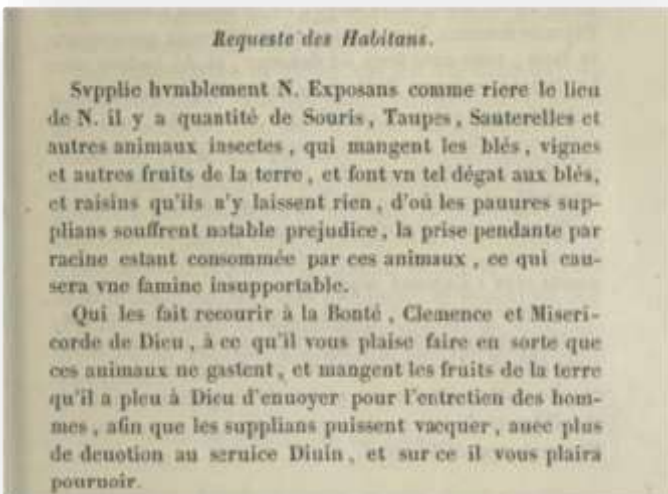 Requeste des Habitans.
Svpplie hvmblement N. Exposans comme riere le lieu
de N. il y a quantité de Souris, Taupes, Sauterelles et
autres animaux insectes, qui mangent les blés, vignes
et autres fruits de la terre, et font vn tel dégat aux blés,
et raisins qu'ils n'y laissent rien, d'où les pauures sup-
plians souffrent notable prejudice, la prise pendante par
racine estant consommée par ces animaux, ce qui cau-
sera vne famine insupportable.
Qui les fait recourir à la Bonté, Clemence et Miseri-
corde de Dieu, à ce qu'il vous plaise faire en sorte que
ces animaux ne gastent, et mangent les fruits de la terre
qu'il a pleu à Dieu d'enuoyer pour l'entretien des hom-
mes, afin que les supplians puissent vacquer, auec plus
de deuotion au seruice Diuin, et sur ce il vous plaira
pouruoir.